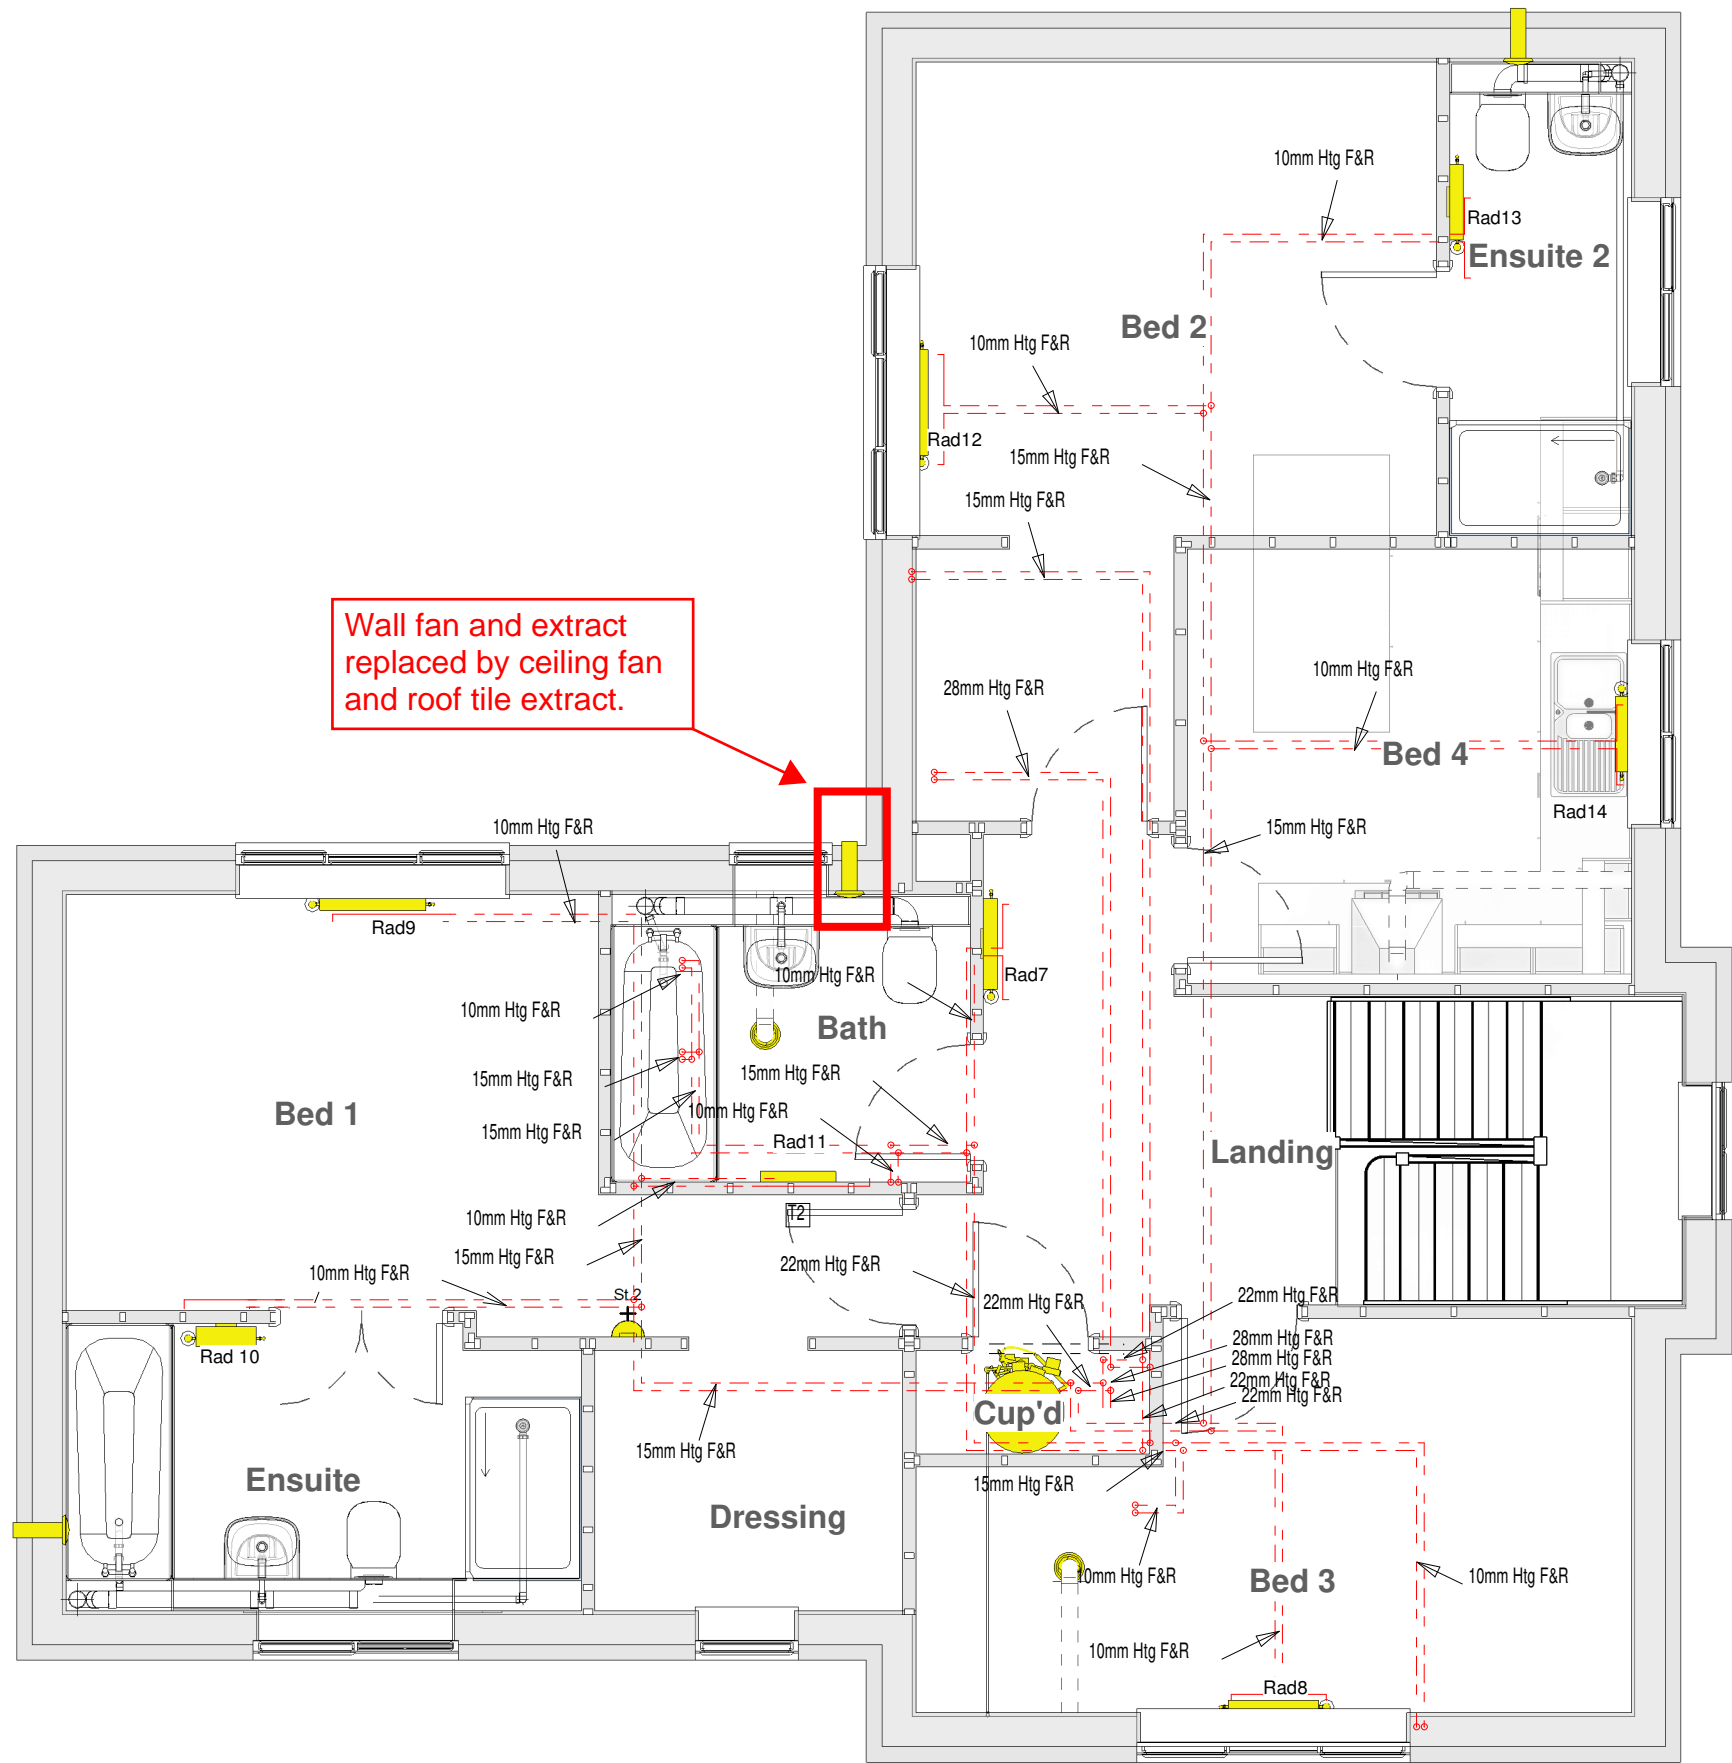 10mm Htg F&R
Rad13
Ensuite 2
Bed 2
10mm Htg F&R
Rad12
15mm Htg F&R
15mm Htg F&R
Wall fan and extract
replaced by ceiling fan
and roof tile extract.
28mm Htg F&R
10mm Htg F&R
Bed 4
Rad14
10mm Htg F&R
15mm Htg F&R
Rad9
10mm Htg F&R
Rad7
10mm Htg F&R
Bath
15mm Htg F&R
15mm Htg F&R
Bed 1
10mm Htg F&R
15mm Htg F&R
Rad11
Landing
10mm Htg F&R
T2
15mm Htg F&R
22mm Htg F&R
10mm Htg F&R
St.2
22mm Htg F&R
22mm Htg F&R
28mm Htg F&R
28mm Htg F&R
22mm Htg F&R
22mm Htg F&R
Rad 10
Cup'd
15mm Htg F&R
15mm Htg F&R
Ensuite
Dressing
10mm Htg F&R
Bed 3
10mm Htg F&R
10mm Htg F&R
Rad8